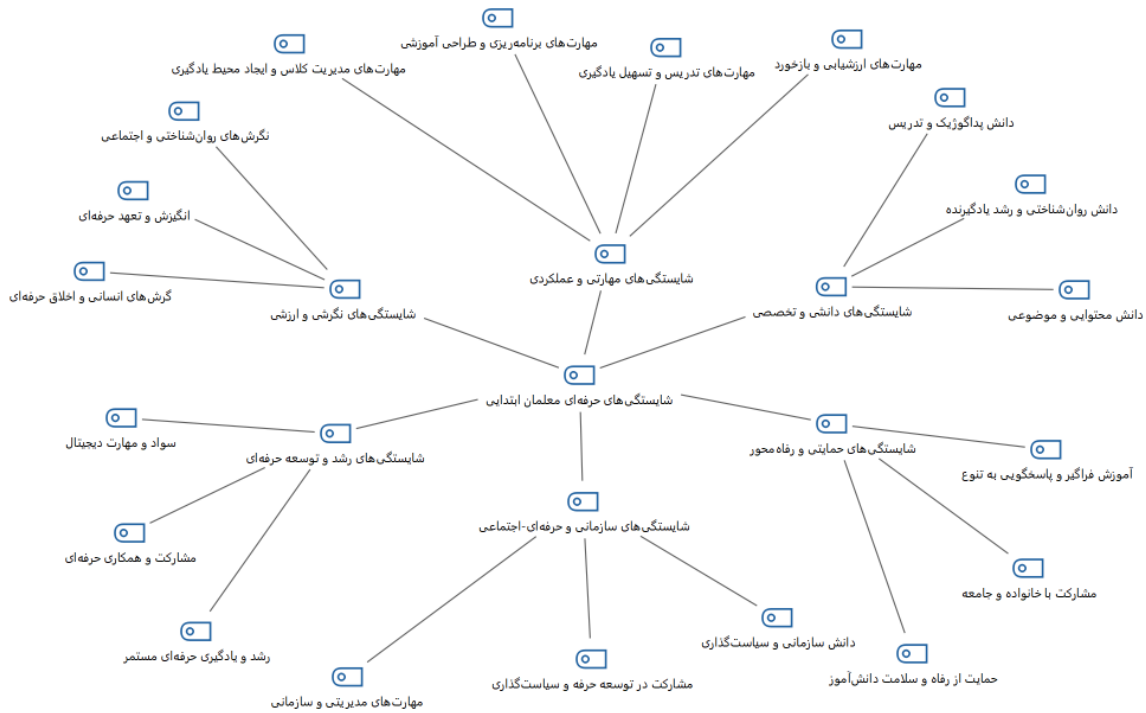 مهارت‌های برنامه‌ریزی و طراحی آموزشی
مهارت‌های ارزشیابی و بازخورد
مهارت‌های تدریس و تسهیل یادگیری
مهارت‌های مدیریت کلاس و ایجاد محیط یادگیری
دانش پداگوژیک و تدریس
نگرش‌های روان‌شناختی و اجتماعی
دانش روان‌شناختی و رشد یادگیرنده
انگیزش و تعهد حرفه‌ای
شایستگی‌های مهارتی و عملکردی
گرش‌های انسانی و اخلاق حرفه‌ای
دانش محتوایی و موضوعی
شایستگی‌های دانشی و تخصصی
شایستگی‌های نگرشی و ارزشی
شایستگی‌های حرفه‌ای معلمان ابتدایی
سواد و مهارت دیجیتال
شایستگی‌های حمایتی و رفاه‌محور
شایستگی‌های رشد و توسعه حرفه‌ای
آموزش فراگیر و پاسخگویی به تنوع
شایستگی‌های سازمانی و حرفه‌ای-اجتماعی
مشارکت و همکاری حرفه‌ای
مشارکت با خانواده و جامعه
دانش سازمانی و سیاست‌گذاری
رشد و یادگیری حرفه‌ای مستمر
حمایت از رفاه و سلامت دانش‌آموز
مشارکت در توسعه حرفه و سیاست‌گذاری
مهارت‌های مدیریتی و سازمانی